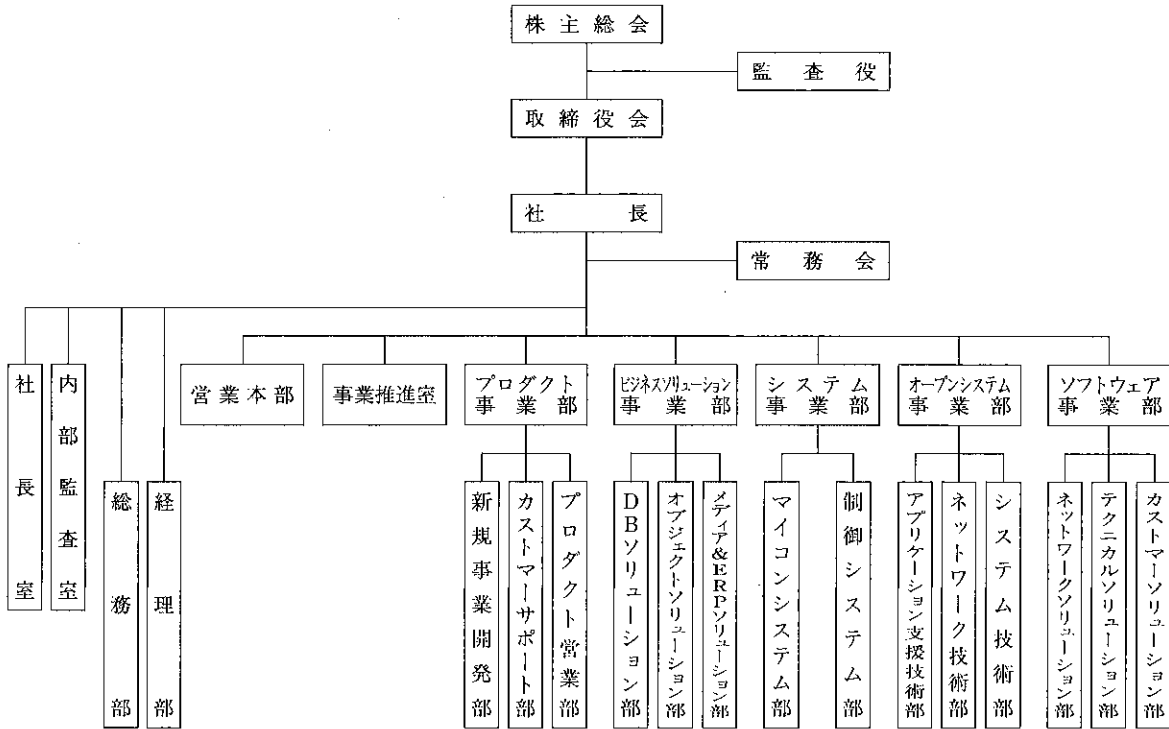 株主総会
監査役
取締役会
社長
常務会
社長室
内部監査室
総務部
経理部
営業本部
事業推進室
プロダクト
事業部
ビジネスソリューション
事業部
システム
事業部
オープンシステム
事業部
ソフトウェア
事業部
新規事業開発部
カストマーサポート部
プロダクト営業部
DBソリューション部
オブジェクトソリューション部
メディア&ERPソリューション部
マイコンシステム部
制御システム部
アプリケーション支援技術部
ネットワーク技術部
システム技術部
ネットワークソリューション部
テクニカルソリューション部
カストマーソリューション部